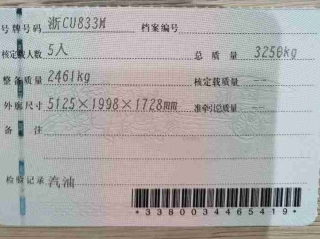 号牌号码 浙CU833M 档案编号
核定载人数 5人 总质量 3250kg
整备质量 2461kg 核定载质量 --
外廓尺寸 5125×1998×1728mm 准牵引总质量 --
备注
检验记录 汽油
*3380034465419*